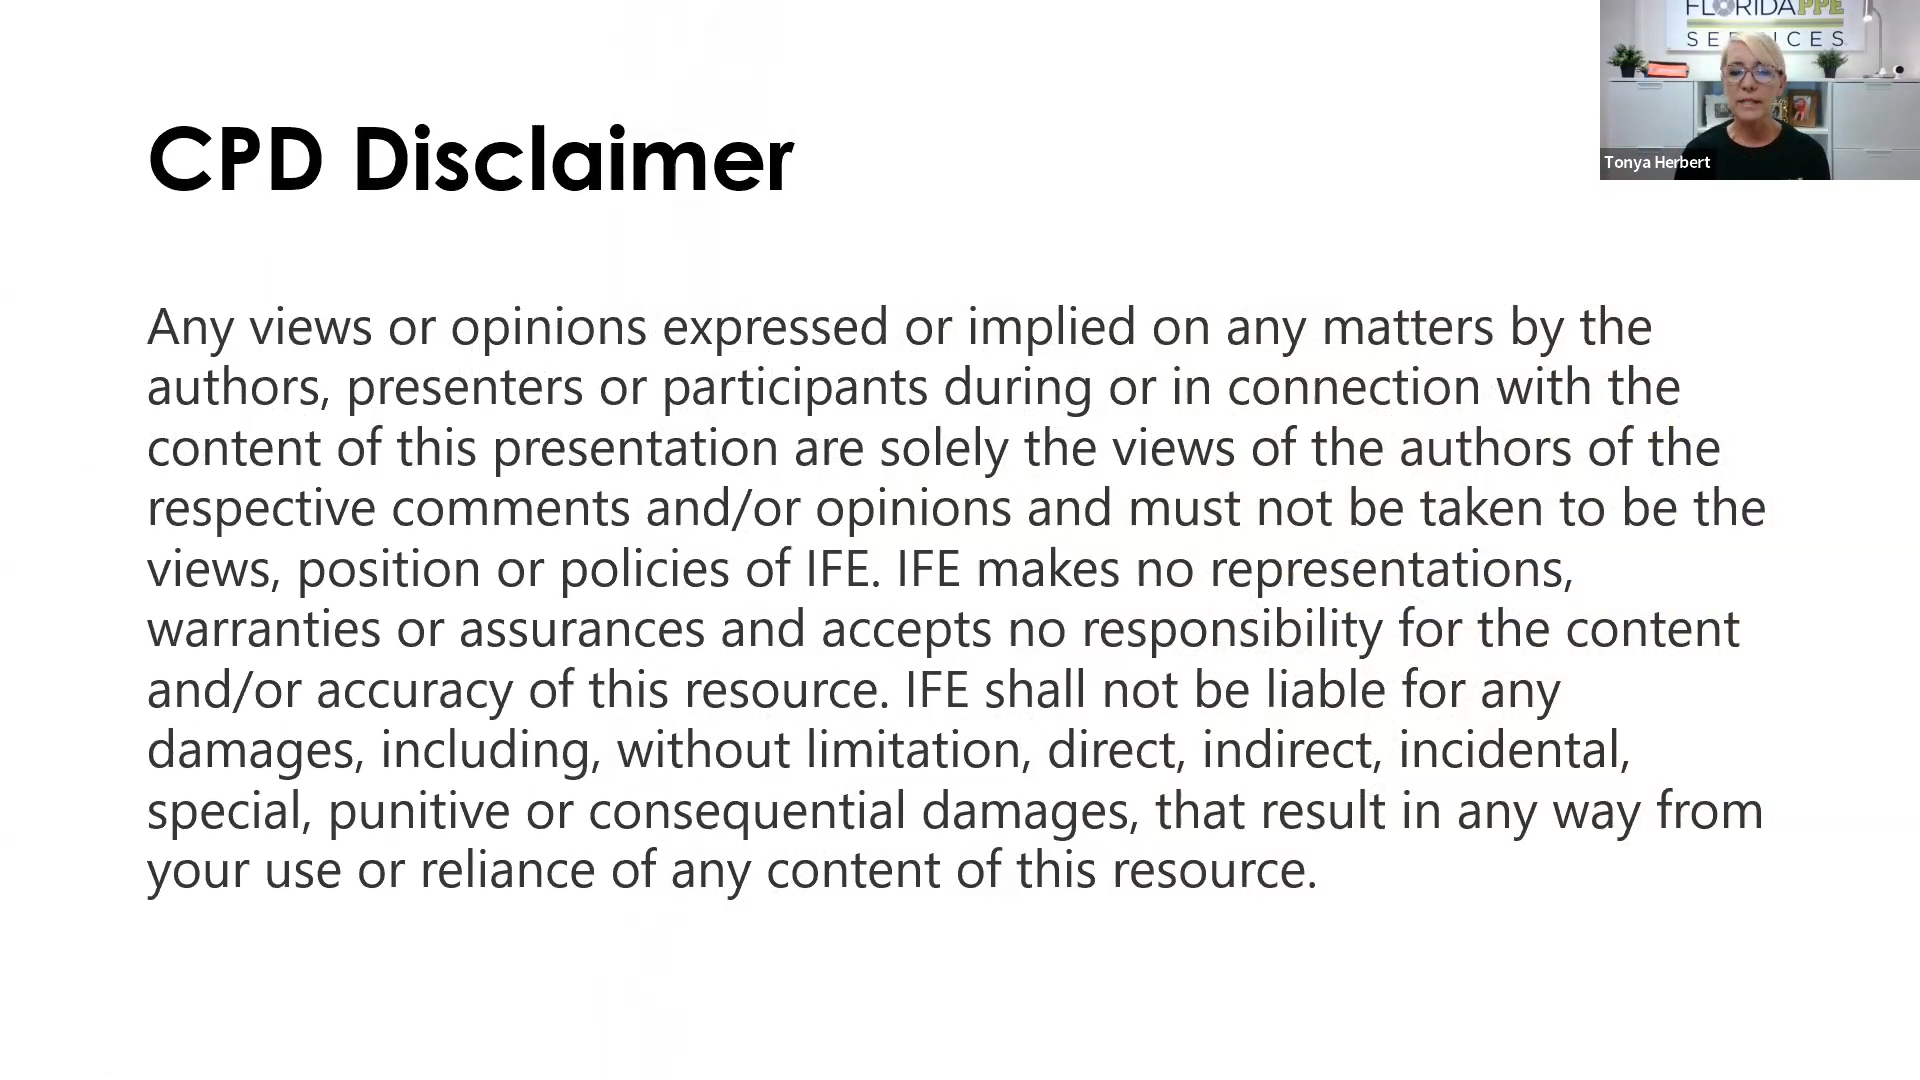 FLORIDAPPE
SE CES
Tonya Herbert
CPD Disclaimer
Any views or opinions expressed or implied on any matters by the
authors, presenters or participants during or in connection with the
content of this presentation are solely the views of the authors of the
respective comments and/or opinions and must not be taken to be the
views, position or policies of IFE. IFE makes no representations,
warranties or assurances and accepts no responsibility for the content
and/or accuracy of this resource. IFE shall not be liable for any
damages, including, without limitation, direct, indirect, incidental,
special, punitive or consequential damages, that result in any way from
your use or reliance of any content of this resource.